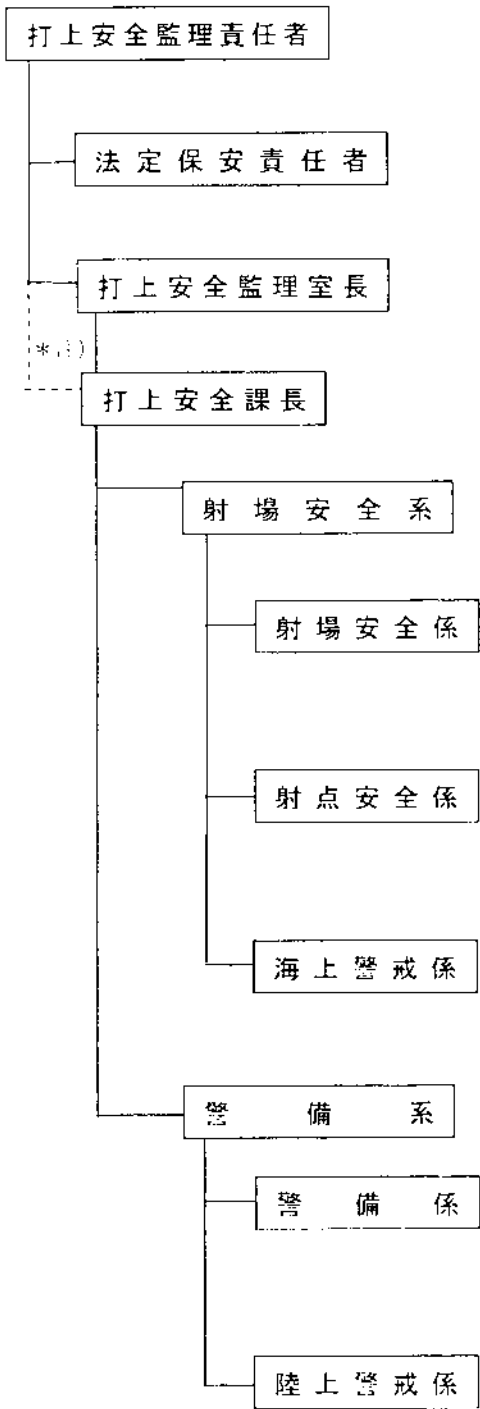 打上安全監理責任者
法定保安責任者
打上安全監理室長
打上安全課長
射場安全系
射場安全係
射点安全係
海上警戒係
警備系
警備係
陸上警戒係